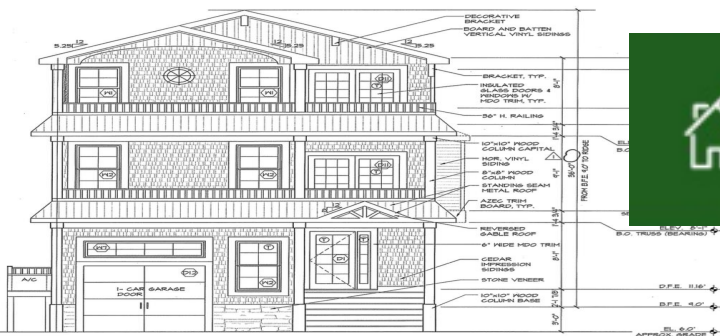 DECORATIVE
BRACKET
BOARD AND BATTEN
VERTICAL VINYL SIDINGS
12
5.25
12
5.25
12
5.25
BRACKET, TYP.
INSULATED
GLASS DOORS &
WINDOWS W/
MDO TRIM, TYP.
36" H. RAILING
10"x10" WOOD
COLUMN CAPITAL
HOR. VINYL
SIDING
8"x8" WOOD
COLUMN
STANDING SEAM
METAL ROOF
AZEC TRIM
BOARD, TYP.
REVERSED
GABLE ROOF
6" WIDE MDO TRIM
CEDAR
IMPRESSION
SIDINGS
STONE VENEER
10"x10" WOOD
COLUMN BASE
A/C
1- CAR GARAGE
DOOR
36'-0"
FROM B.F.E. 9.0' TO RIDGE
B.O. TRUSS (BEARING)
D.F.E. 11.16'
B.F.E. 9.0'
EL. 6.0'
APPROX. GRADE